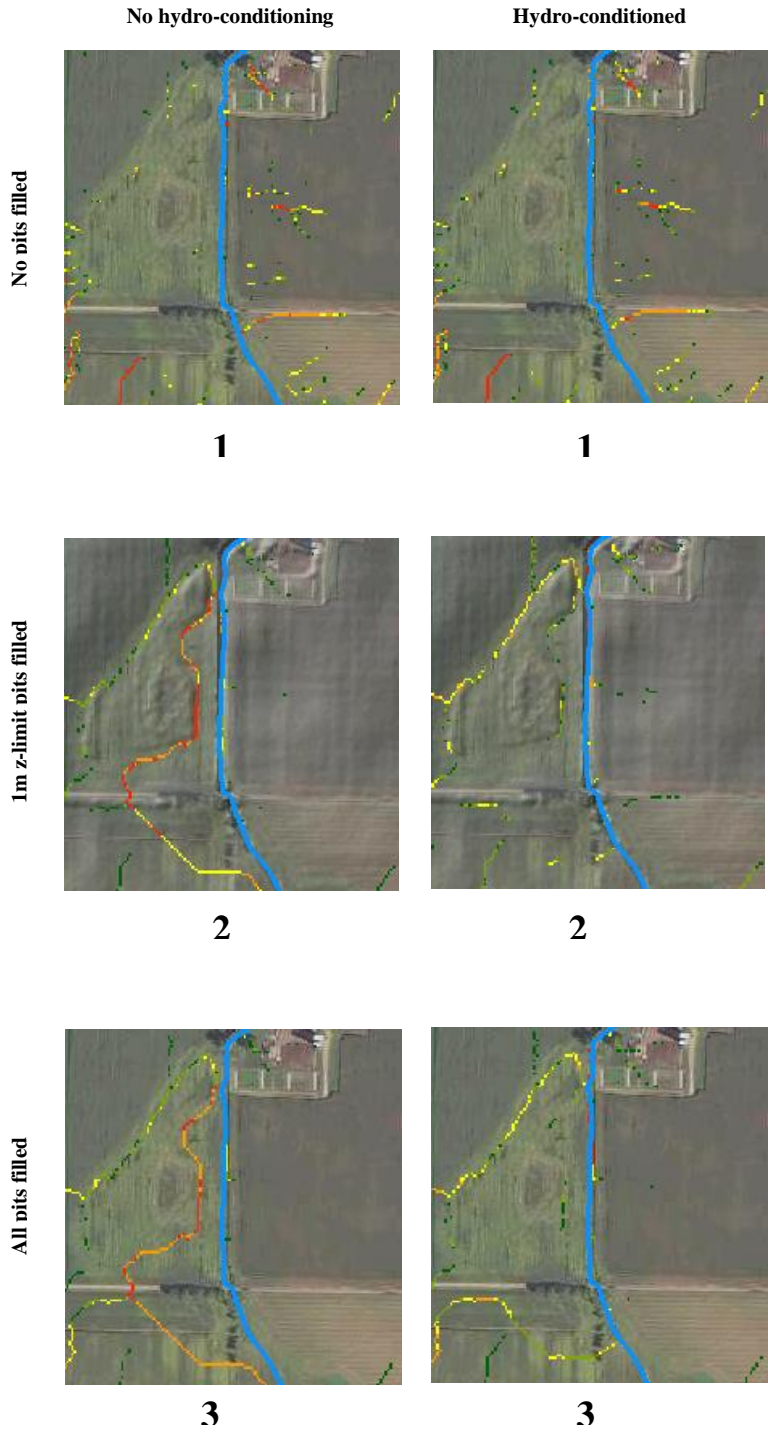 No hydro-conditioning
Hydro-conditioned
No pits filled
1
1
1m z-limit pits filled
2
2
All pits filled
3
3